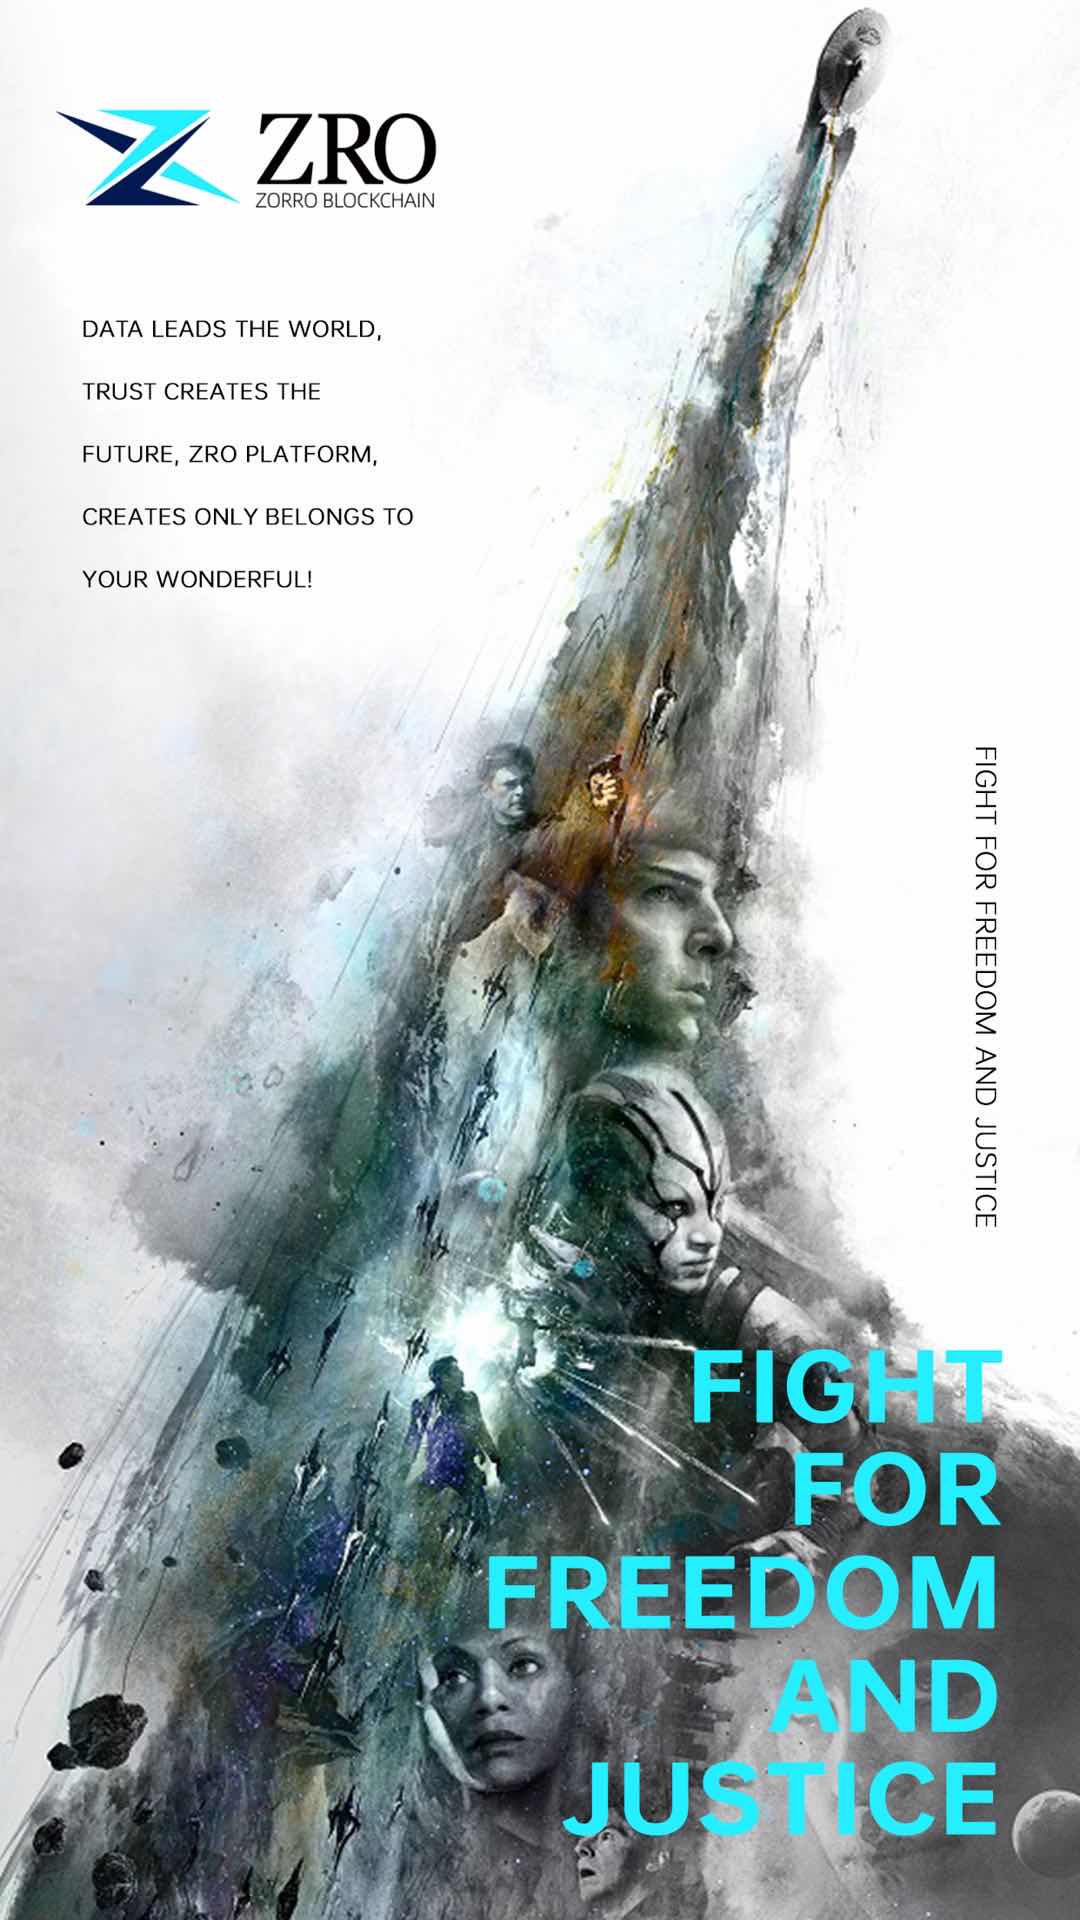 ZRO
ZORRO BLOCKCHAIN
DATA LEADS THE WORLD,
TRUST CREATES THE
FUTURE, ZRO PLATFORM,
CREATES ONLY BELONGS TO
YOUR WONDERFUL!
FIGHT FOR FREEDOM AND JUSTICE
FIGHT
FOR
FREEDOM
AND
JUSTICE